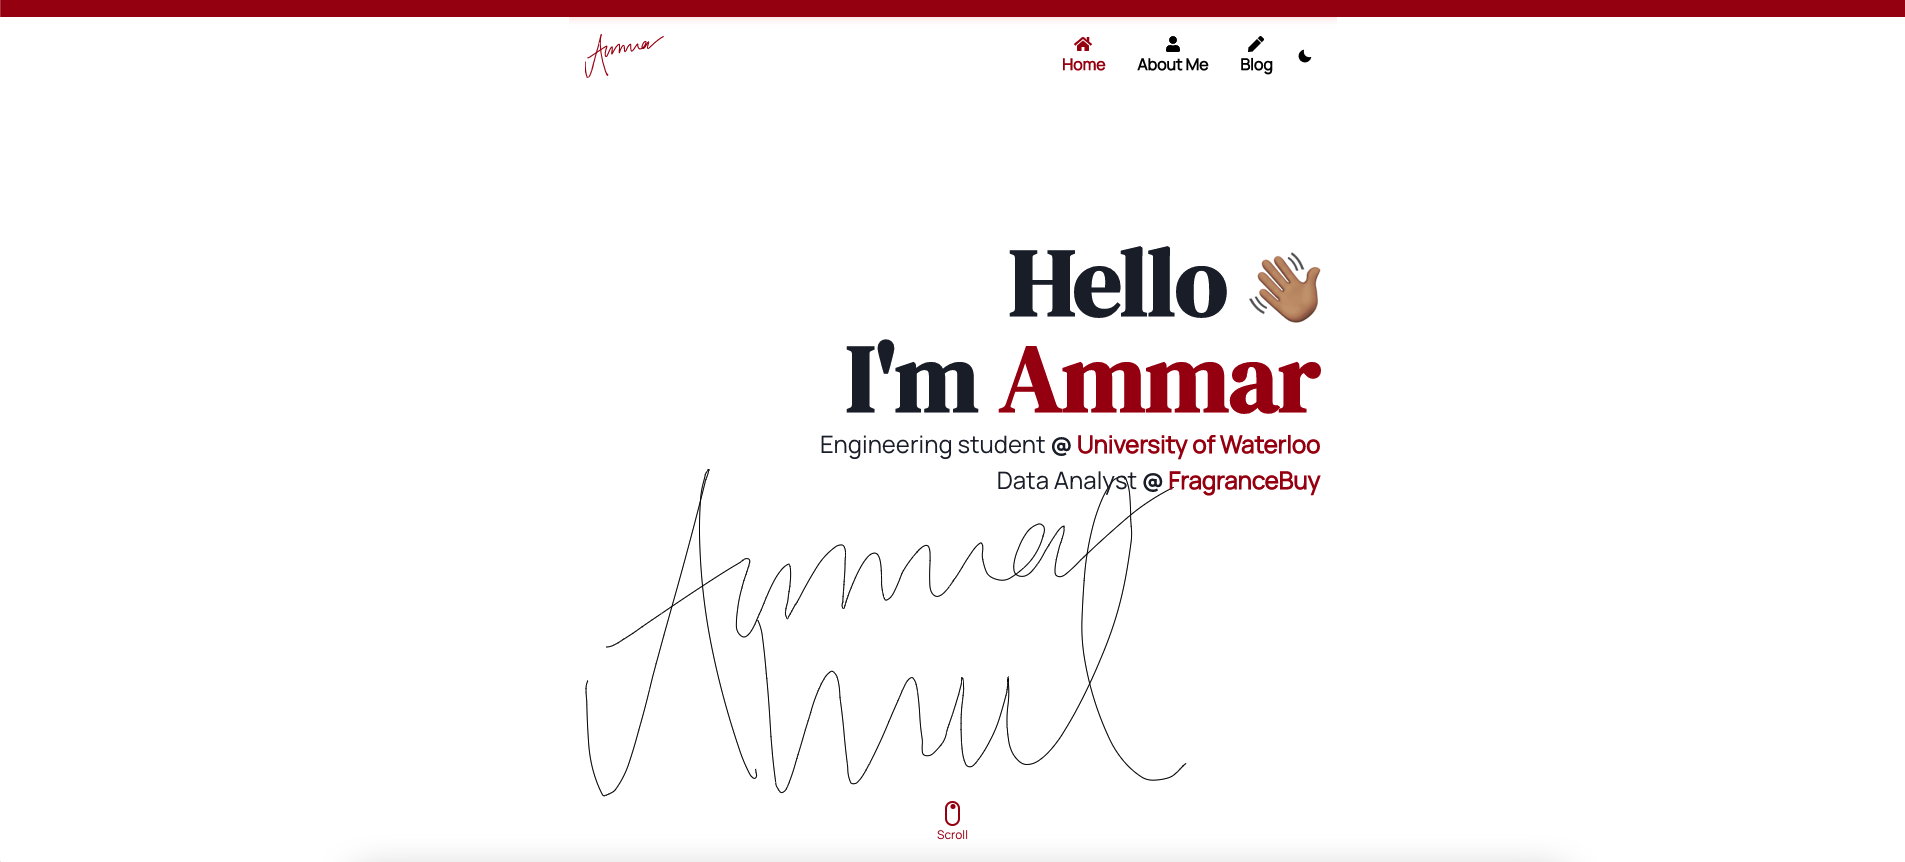 Ammar
Home About Me Blog
Hello 👋🏽
I'm Ammar
Engineering student @ University of Waterloo
Data Analyst @ FragranceBuy
Ammar
Scroll